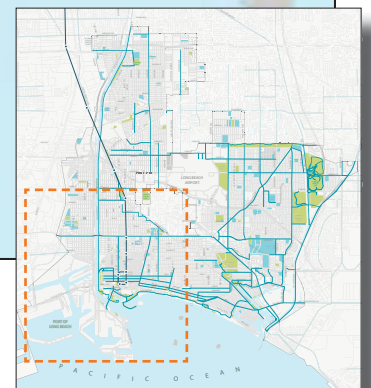 LONG BEACH
AIRPORT
PORT OF
LONG BEACH
PACIFIC OCEAN